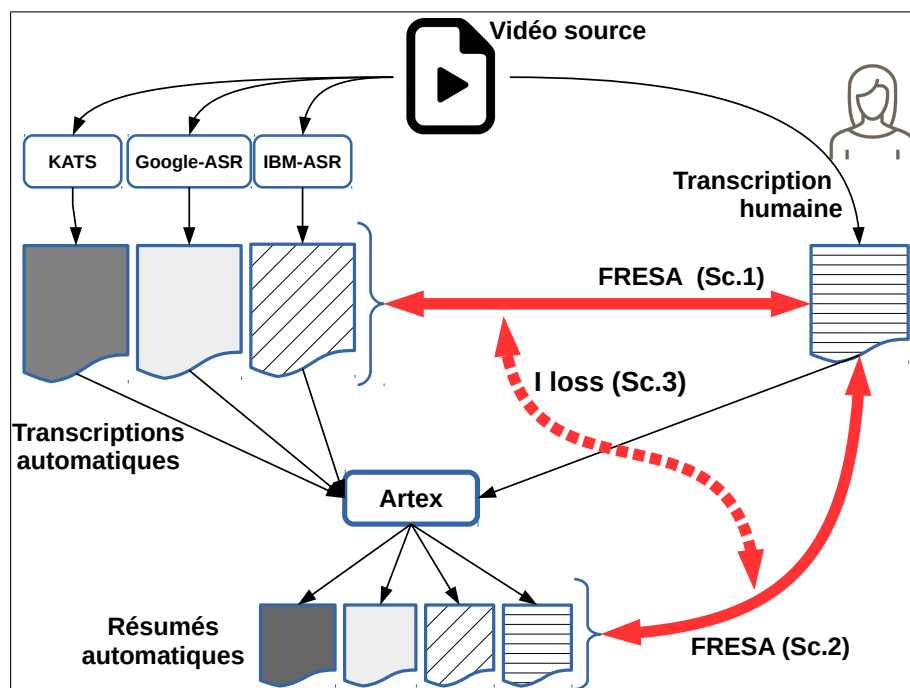 Vidéo source
KATS
Google-ASR
IBM-ASR
Transcription
humaine
FRESA (Sc.1)
I loss (Sc.3)
Transcriptions
automatiques
Artex
Résumés
automatiques
FRESA (Sc.2)